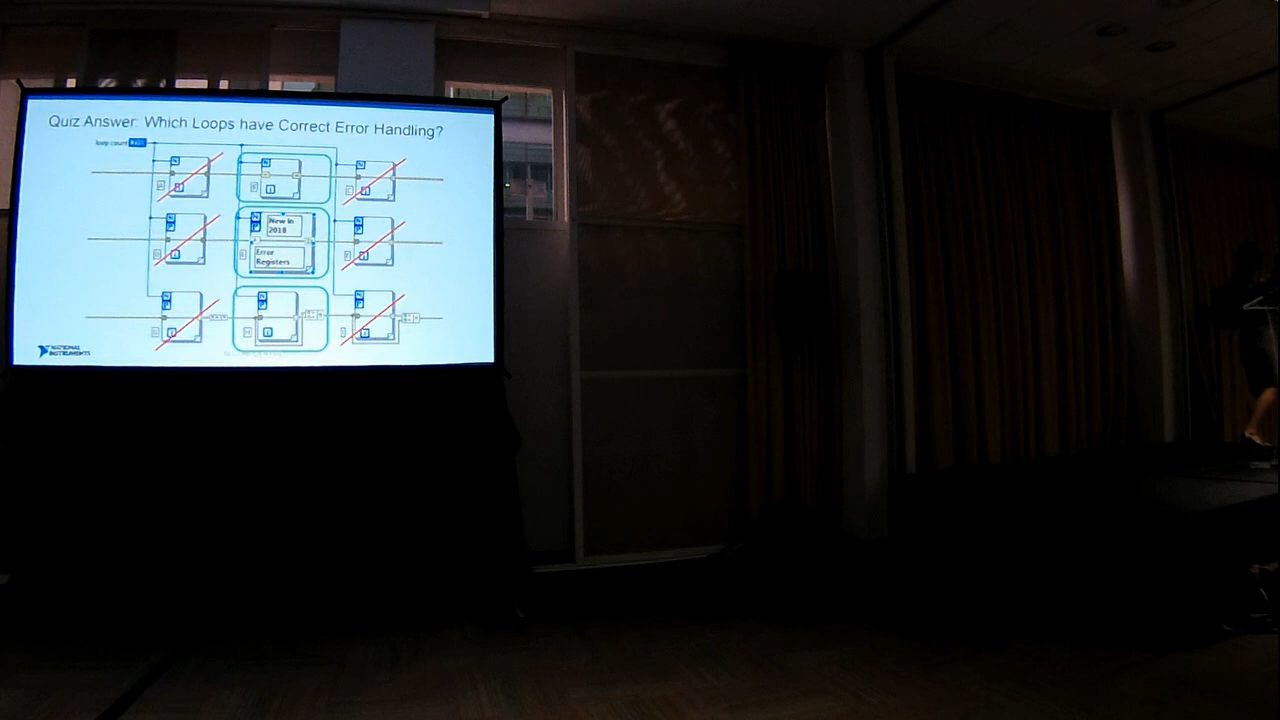 Quiz Answer: Which Loops have Correct Error Handling?
loop count
N
N
N
A
B
C
i
i
i
N
N
N
P
P
P
New in
2018
D
E
F
i
i
Error
Registers
N
N
N
P
P
P
G
H
i
i
i
NATIONAL
INSTRUMENTS